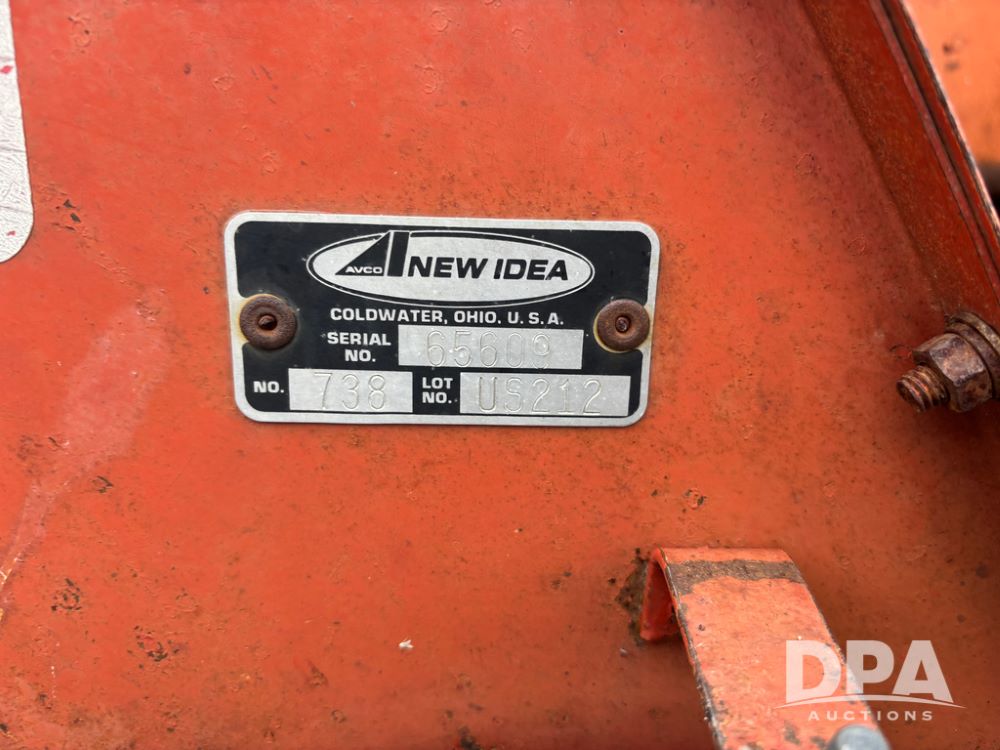 AVCO NEW IDEA
COLDWATER, OHIO. U.S.A.
SERIAL NO. 65609
NO. 738 LOT NO. US212
DPA
AUCTIONS